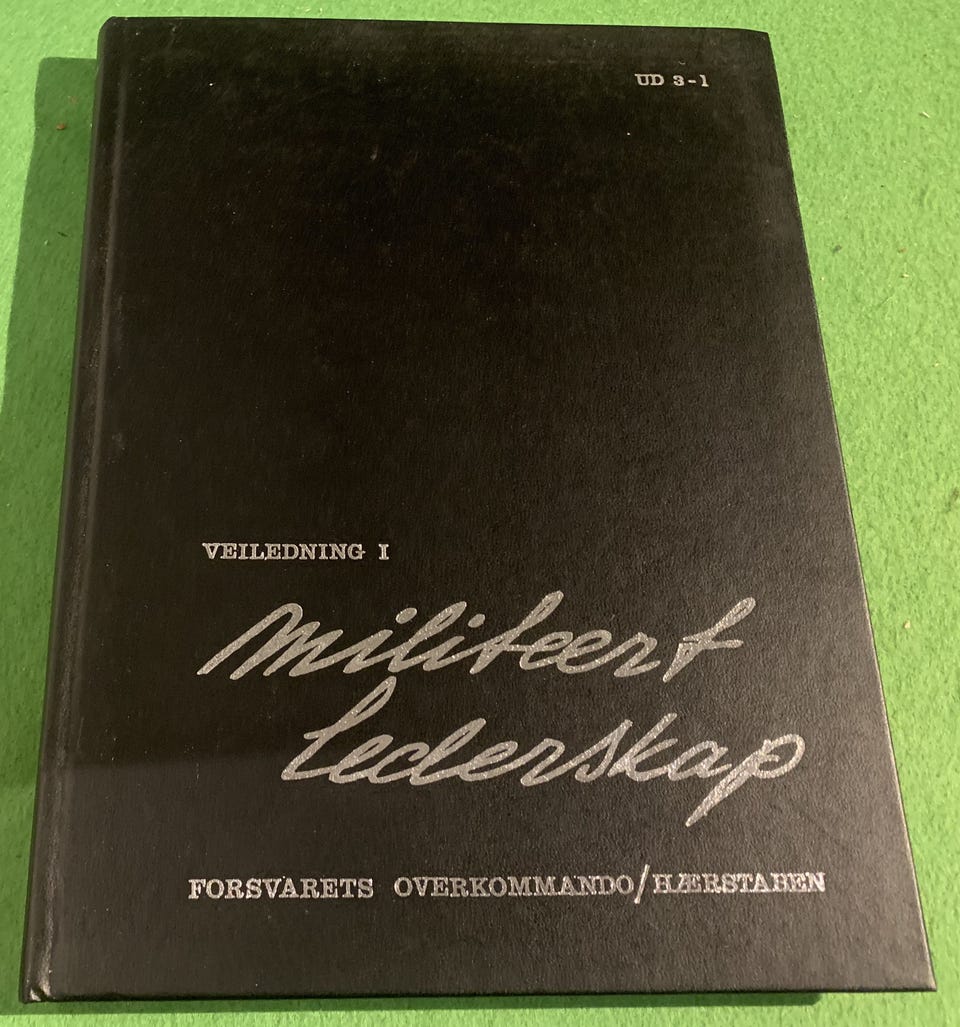 UD 3-1
VEILEDNING I
militært
lederskap
FORSVARETS OVERKOMMANDO/HÆRSTABEN